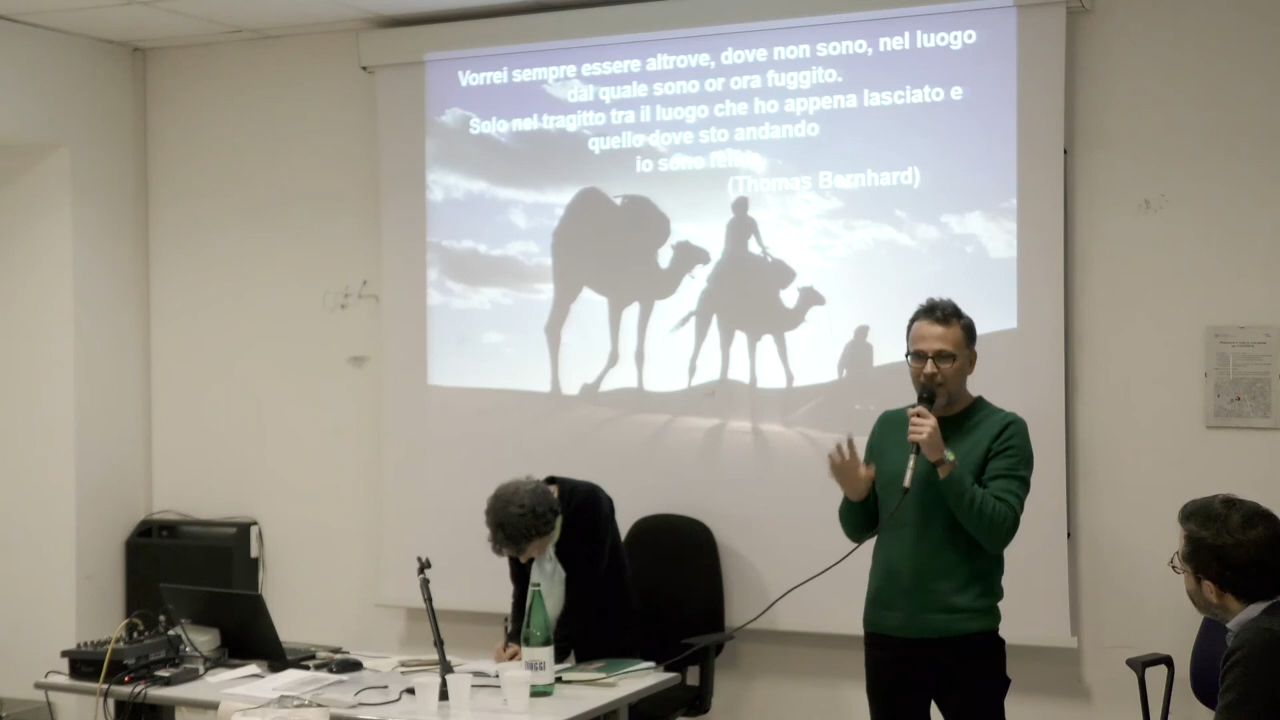 Vorrei sempre essere altrove, dove non sono, nel luogo
dal quale sono or ora fuggito.
Solo nel tragitto tra il luogo che ho appena lasciato e
quello dove sto andando
io sono felice
(Thomas Bernhard)